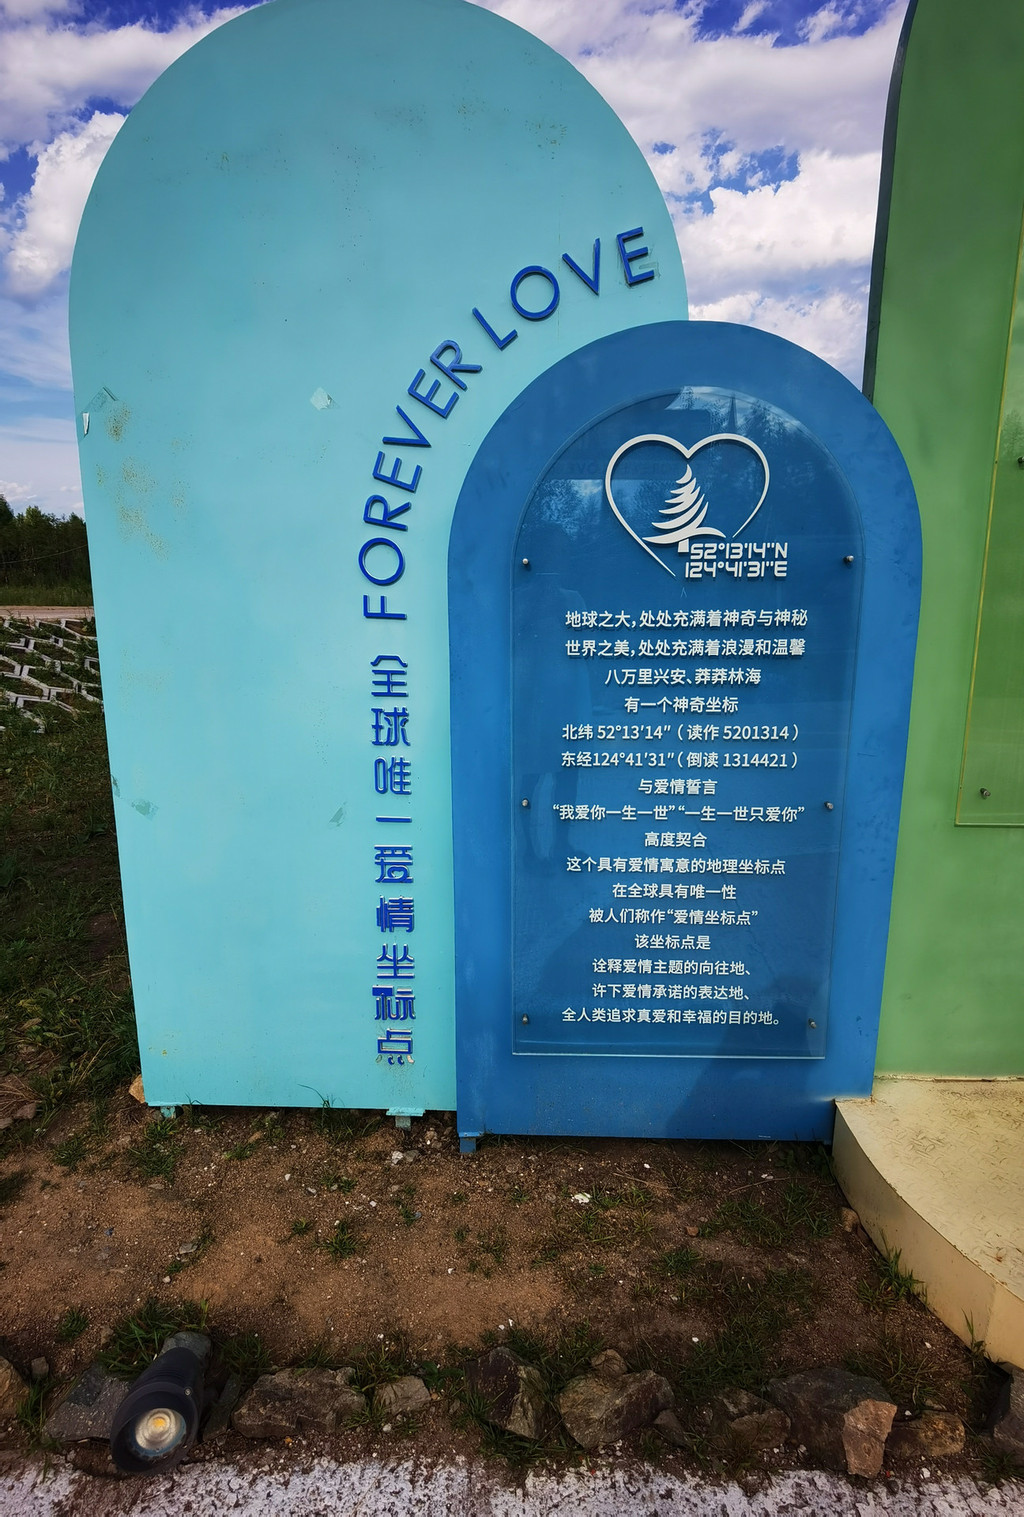 FOREVER LOVE
全球唯一爱情坐标点
52°13'14"N
124°41'31"E
地球之大,处处充满着神奇与神秘
世界之美,处处充满着浪漫和温馨
八万里兴安、莽莽林海
有一个神奇坐标
北纬 52°13'14"(读作 5201314)
东经124°41'31"(倒读 1314421)
与爱情誓言
“我爱你一生一世”“一生一世只爱你”
高度契合
这个具有爱情寓意的地理坐标点
在全球具有唯一性
被人们称作“爱情坐标点”
该坐标点是
诠释爱情主题的向往地、
许下爱情承诺的表达地、
全人类追求真爱和幸福的目的地。